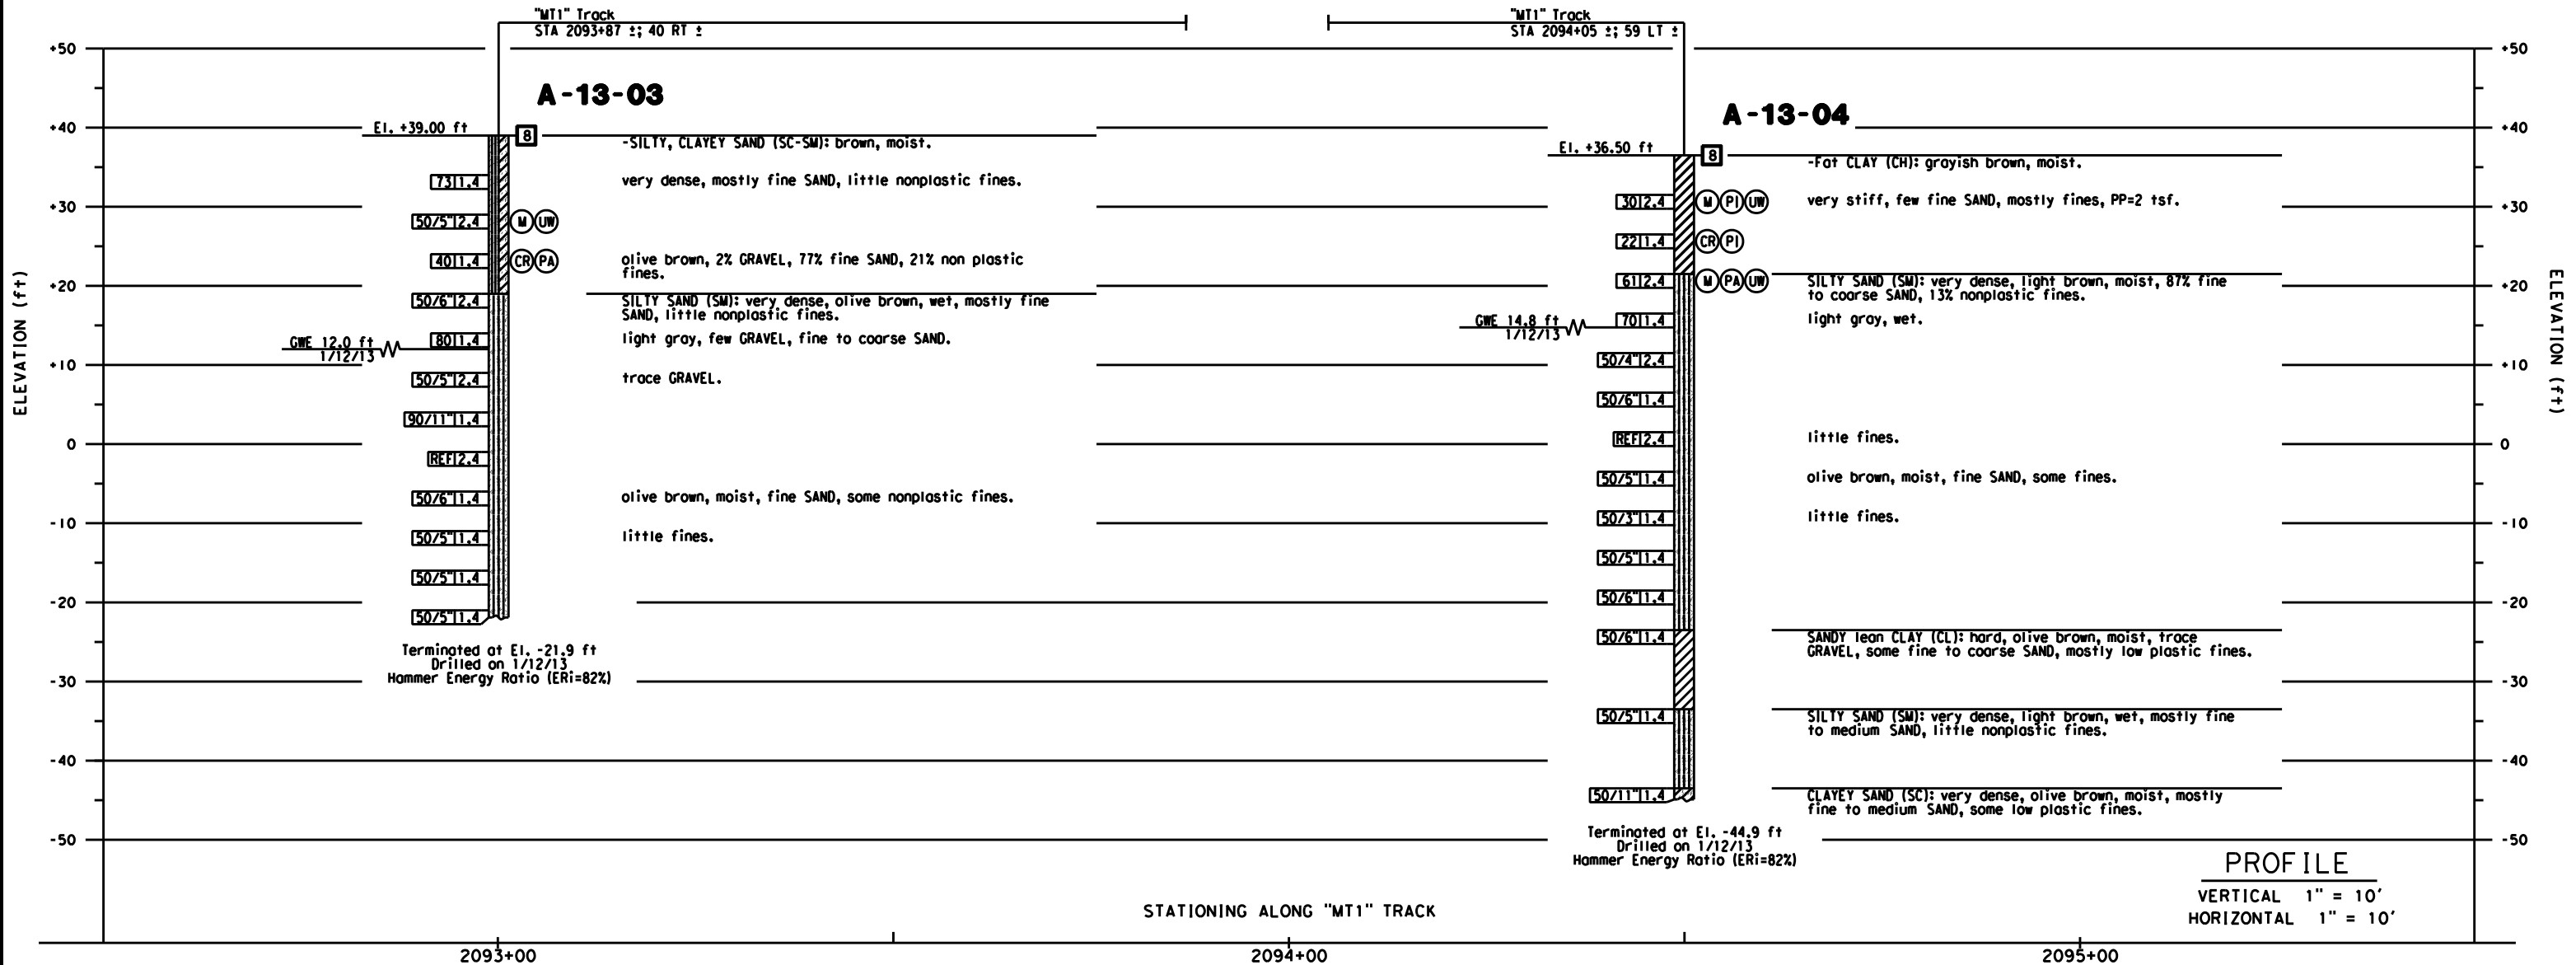 "MT1" Track
STA 2093+87 ±; 40 RT ±
"MT1" Track
STA 2094+05 ±; 59 LT ±
+50
+40
+30
+20
+10
0
-10
-20
-30
-40
-50
ELEVATION (ft)
A-13-03
El. +39.00 ft
8
-SILTY, CLAYEY SAND (SC-SM): brown, moist.
73 1.4
very dense, mostly fine SAND, little nonplastic fines.
50/5" 2.4
M UW
40 1.4
CR PA
olive brown, 2% GRAVEL, 77% fine SAND, 21% non plastic
fines.
50/6" 2.4
SILTY SAND (SM): very dense, olive brown, wet, mostly fine
SAND, little nonplastic fines.
GWE 12.0 ft
1/12/13
80 1.4
light gray, few GRAVEL, fine to coarse SAND.
50/5" 2.4
trace GRAVEL.
90/11" 1.4
REF 2.4
50/6" 1.4
olive brown, moist, fine SAND, some nonplastic fines.
50/5" 1.4
little fines.
50/5" 1.4
50/5" 1.4
Terminated at El. -21.9 ft
Drilled on 1/12/13
Hammer Energy Ratio (ERi=82%)
A-13-04
El. +36.50 ft
8
-Fat CLAY (CH): grayish brown, moist.
30 2.4
M PI UW
very stiff, few fine SAND, mostly fines, PP=2 tsf.
22 1.4
CR PI
61 2.4
M PA UW
SILTY SAND (SM): very dense, light brown, moist, 87% fine
to coarse SAND, 13% nonplastic fines.
GWE 14.8 ft
1/12/13
70 1.4
light gray, wet.
50/4" 2.4
50/6" 1.4
REF 2.4
little fines.
50/5" 1.4
olive brown, moist, fine SAND, some fines.
50/3" 1.4
little fines.
50/5" 1.4
50/6" 1.4
50/6" 1.4
SANDY lean CLAY (CL): hard, olive brown, moist, trace
GRAVEL, some fine to coarse SAND, mostly low plastic fines.
50/5" 1.4
SILTY SAND (SM): very dense, light brown, wet, mostly fine
to medium SAND, little nonplastic fines.
50/11" 1.4
CLAYEY SAND (SC): very dense, olive brown, moist, mostly
fine to medium SAND, some low plastic fines.
Terminated at El. -44.9 ft
Drilled on 1/12/13
Hammer Energy Ratio (ERi=82%)
+50
+40
+30
+20
+10
0
-10
-20
-30
-40
-50
ELEVATION (ft)
PROFILE
VERTICAL 1" = 10'
HORIZONTAL 1" = 10'
STATIONING ALONG "MT1" TRACK
2093+00
2094+00
2095+00